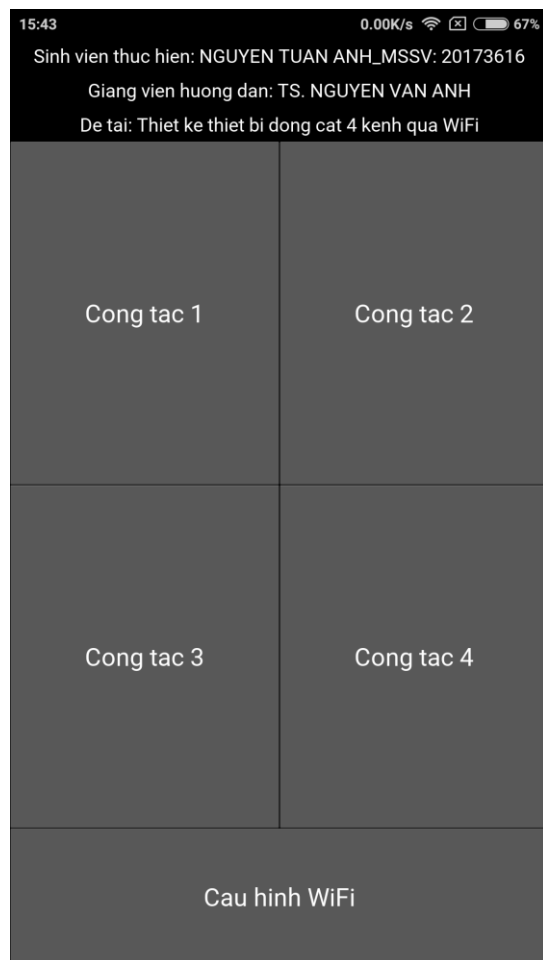 15:43 0.00K/s 67%
Sinh vien thuc hien: NGUYEN TUAN ANH_MSSV: 20173616
Giang vien huong dan: TS. NGUYEN VAN ANH
De tai: Thiet ke thiet bi dong cat 4 kenh qua WiFi
Cong tac 1 Cong tac 2
Cong tac 3 Cong tac 4
Cau hinh WiFi